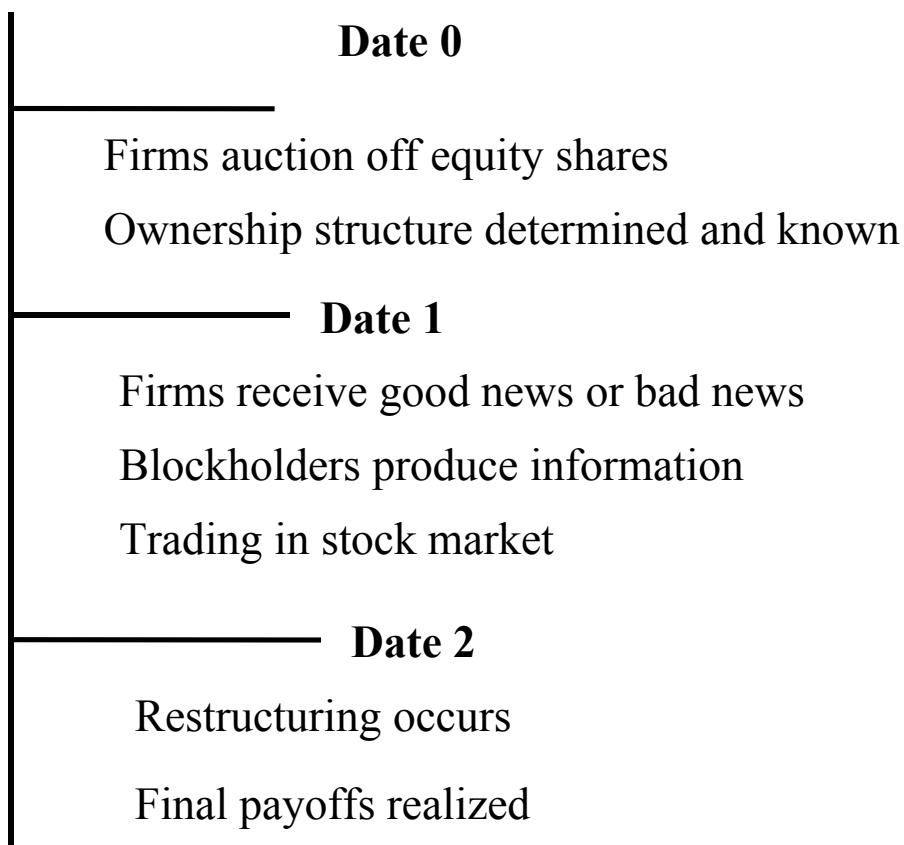 Date 0
Firms auction off equity shares
Ownership structure determined and known
Date 1
Firms receive good news or bad news
Blockholders produce information
Trading in stock market
Date 2
Restructuring occurs
Final payoffs realized